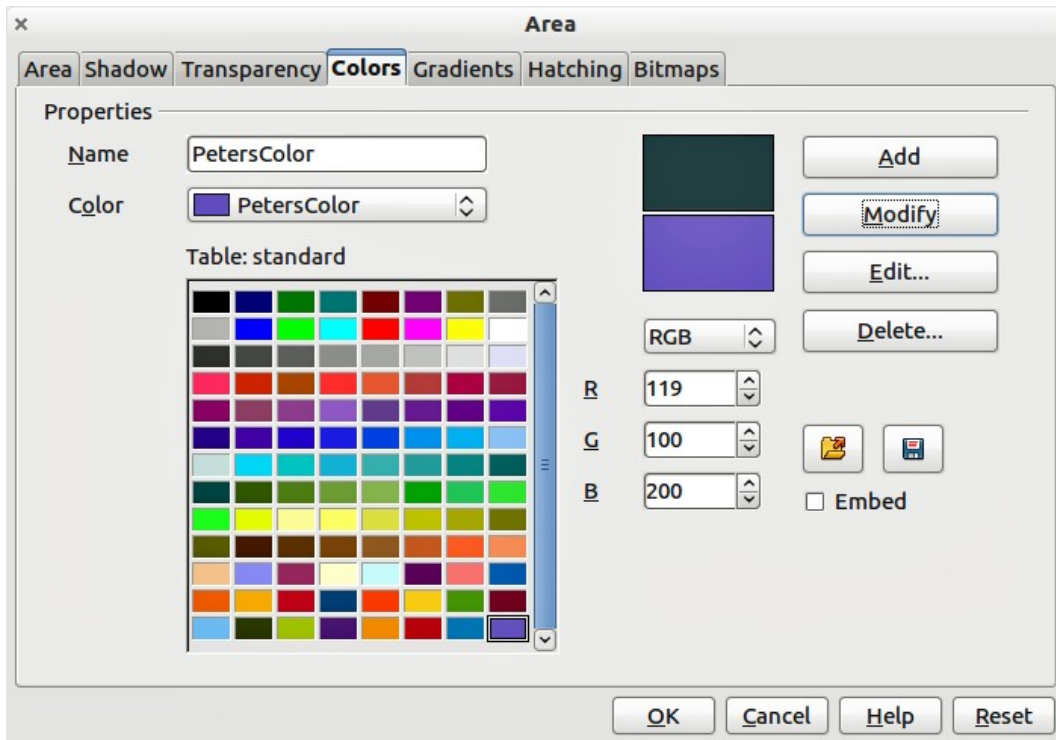 Area
Area Shadow Transparency Colors Gradients Hatching Bitmaps
Properties
Name PetersColor Add
Color PetersColor Modify
Table: standard Edit...
RGB Delete...
R 119
G 100
B 200 Embed
OK Cancel Help Reset